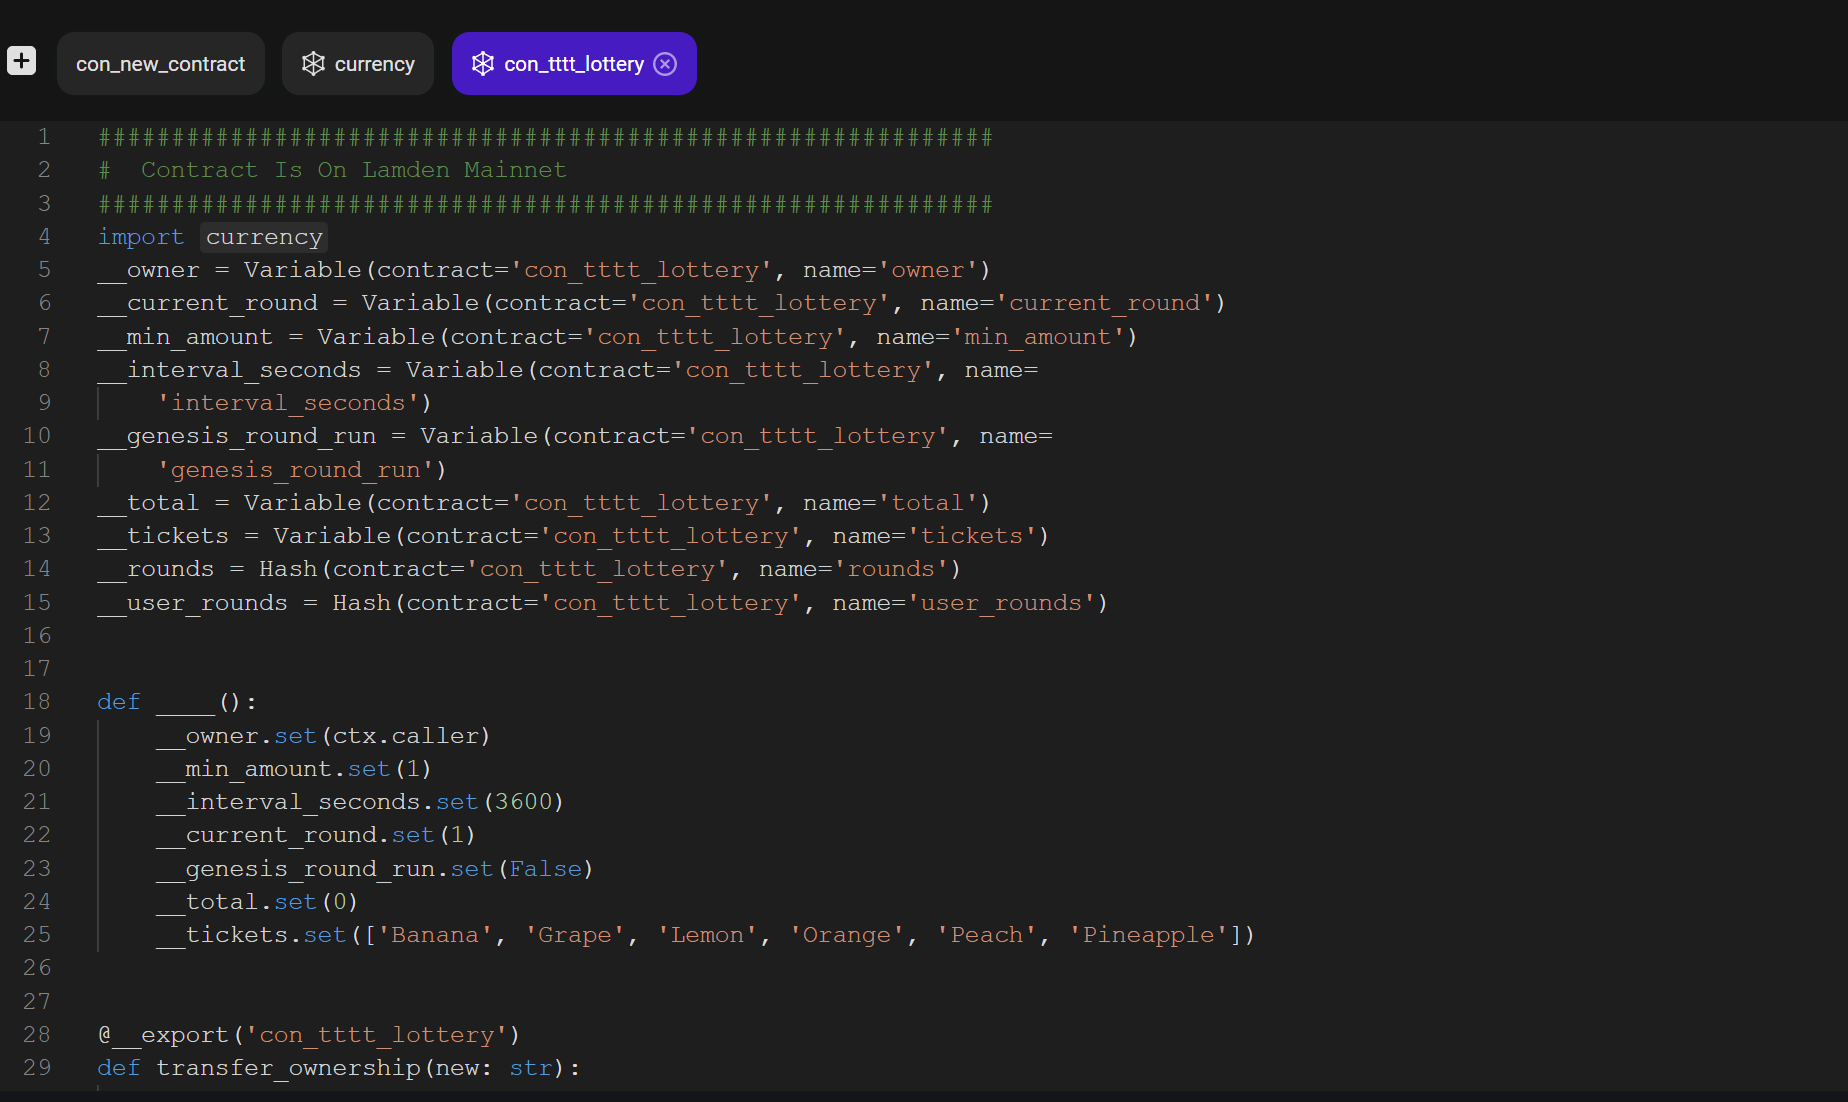 con_new_contract currency con_tttt_lottery
1 #############################################################
2 #  Contract Is On Lamden Mainnet
3 #############################################################
4 import currency
5 __owner = Variable(contract='con_tttt_lottery', name='owner')
6 __current_round = Variable(contract='con_tttt_lottery', name='current_round')
7 __min_amount = Variable(contract='con_tttt_lottery', name='min_amount')
8 __interval_seconds = Variable(contract='con_tttt_lottery', name=
9     'interval_seconds')
10 __genesis_round_run = Variable(contract='con_tttt_lottery', name=
11     'genesis_round_run')
12 __total = Variable(contract='con_tttt_lottery', name='total')
13 __tickets = Variable(contract='con_tttt_lottery', name='tickets')
14 __rounds = Hash(contract='con_tttt_lottery', name='rounds')
15 __user_rounds = Hash(contract='con_tttt_lottery', name='user_rounds')
16
17
18 def ____():
19     __owner.set(ctx.caller)
20     __min_amount.set(1)
21     __interval_seconds.set(3600)
22     __current_round.set(1)
23     __genesis_round_run.set(False)
24     __total.set(0)
25     __tickets.set(['Banana', 'Grape', 'Lemon', 'Orange', 'Peach', 'Pineapple'])
26
27
28 @__export('con_tttt_lottery')
29 def transfer_ownership(new: str):